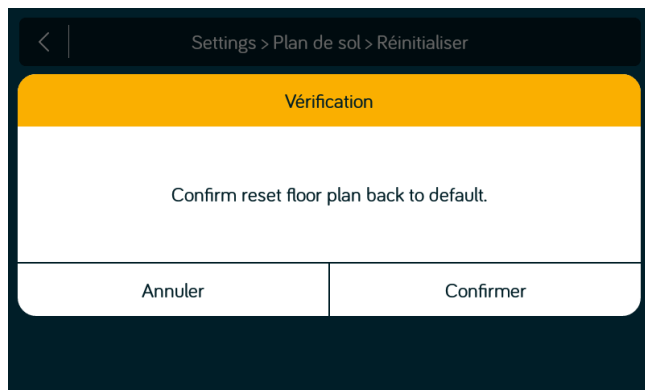 Settings > Plan de sol > Réinitialiser
Vérification
Confirm reset floor plan back to default.
Annuler
Confirmer